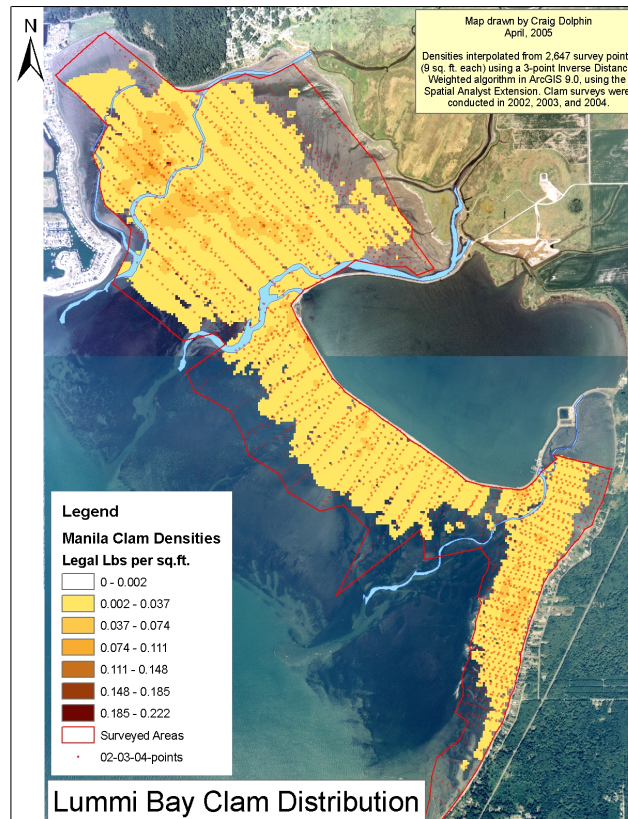 N
Map drawn by Craig Dolphin
April, 2005
Densities interpolated from 2,647 survey point
(9 sq. ft. each) using a 3-point Inverse Distanc
Weighted algorithm in ArcGIS 9.0, using the
Spatial Analyst Extension. Clam surveys were
conducted in 2002, 2003, and 2004.
Legend
Manila Clam Densities
Legal Lbs per sq.ft.
0 - 0.002
0.002 - 0.037
0.037 - 0.074
0.074 - 0.111
0.111 - 0.148
0.148 - 0.185
0.185 - 0.222
Surveyed Areas
02-03-04-points
Lummi Bay Clam Distribution